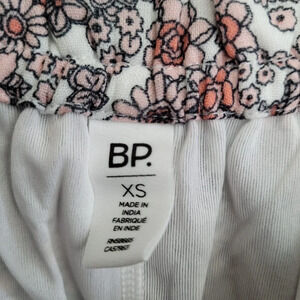 BP.
XS
MADE IN
INDIA
FABRIQUÉ
EN INDE